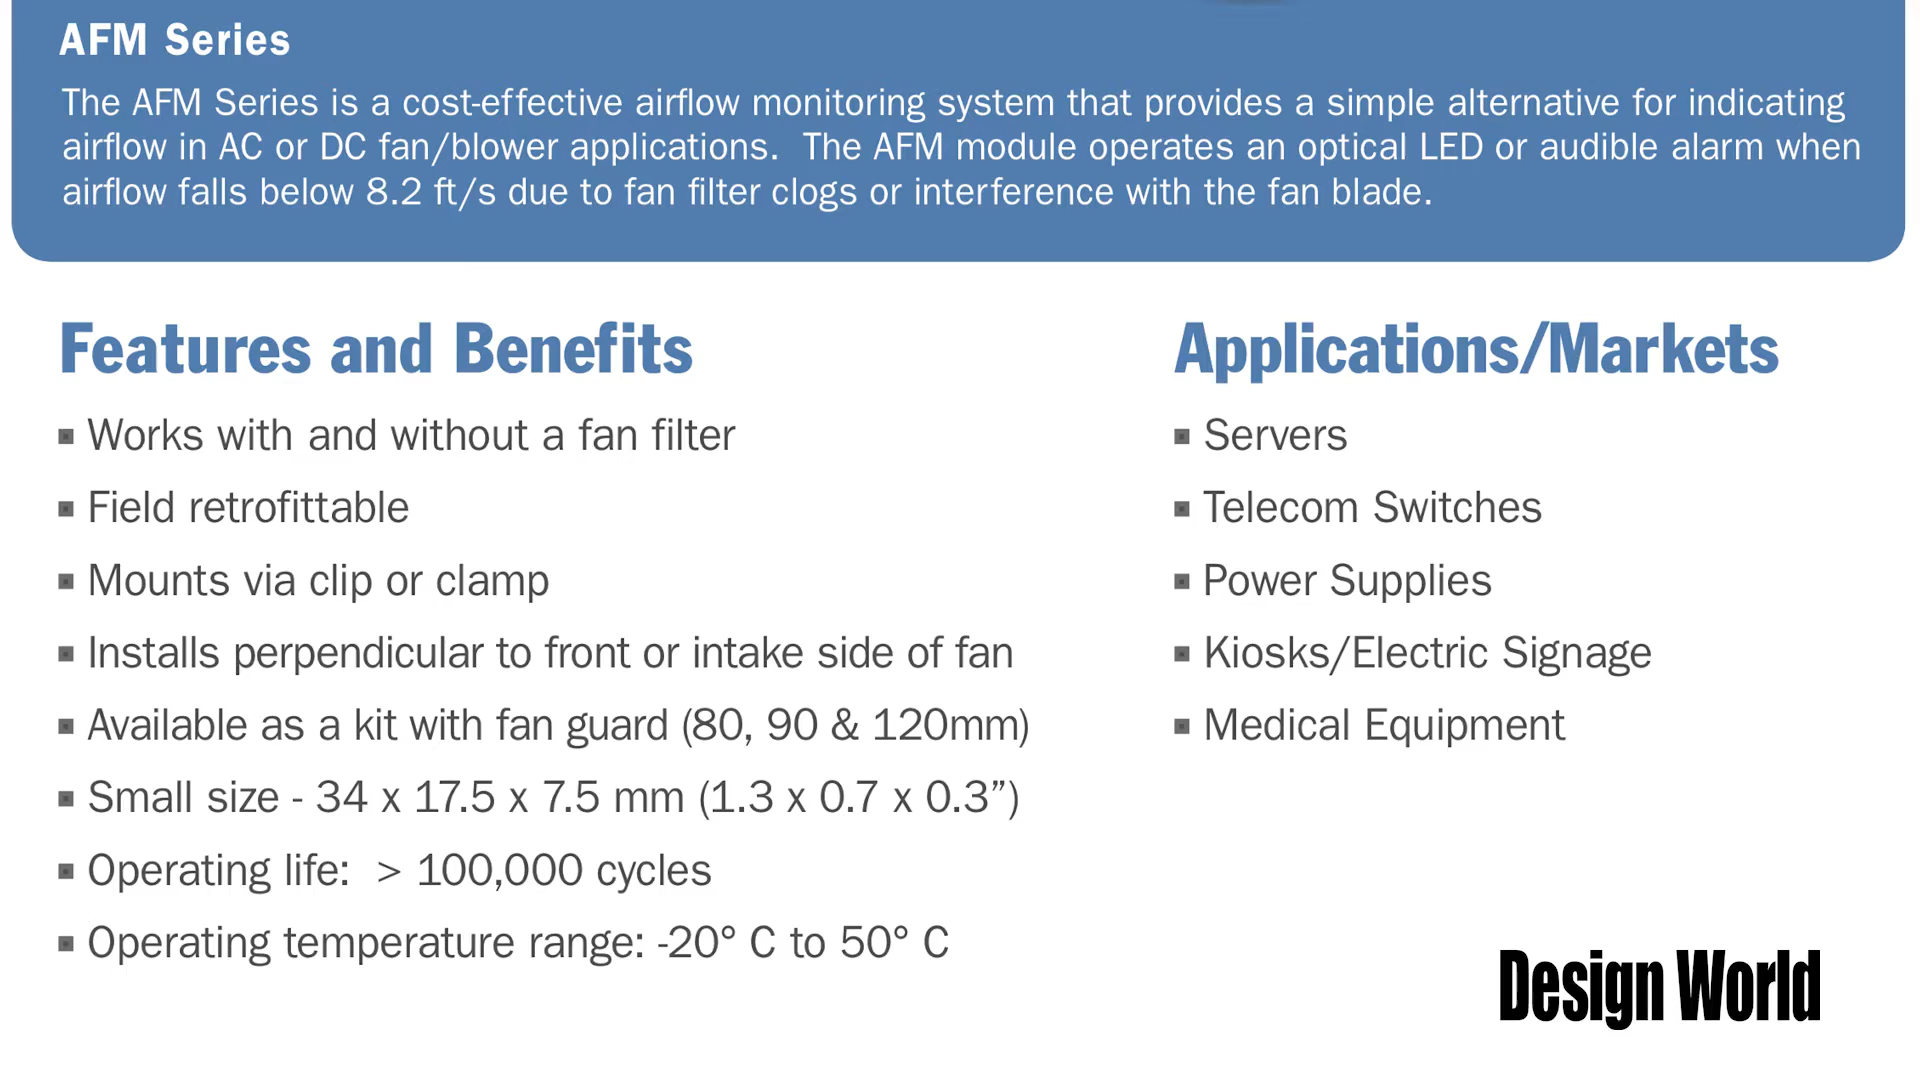 AFM Series
The AFM Series is a cost-effective airflow monitoring system that provides a simple alternative for indicating
airflow in AC or DC fan/blower applications.  The AFM module operates an optical LED or audible alarm when
airflow falls below 8.2 ft/s due to fan filter clogs or interference with the fan blade.
Features and Benefits
Works with and without a fan filter
Field retrofittable
Mounts via clip or clamp
Installs perpendicular to front or intake side of fan
Available as a kit with fan guard (80, 90 & 120mm)
Small size - 34 x 17.5 x 7.5 mm (1.3 x 0.7 x 0.3”)
Operating life:  > 100,000 cycles
Operating temperature range: -20° C to 50° C
Applications/Markets
Servers
Telecom Switches
Power Supplies
Kiosks/Electric Signage
Medical Equipment
Design World